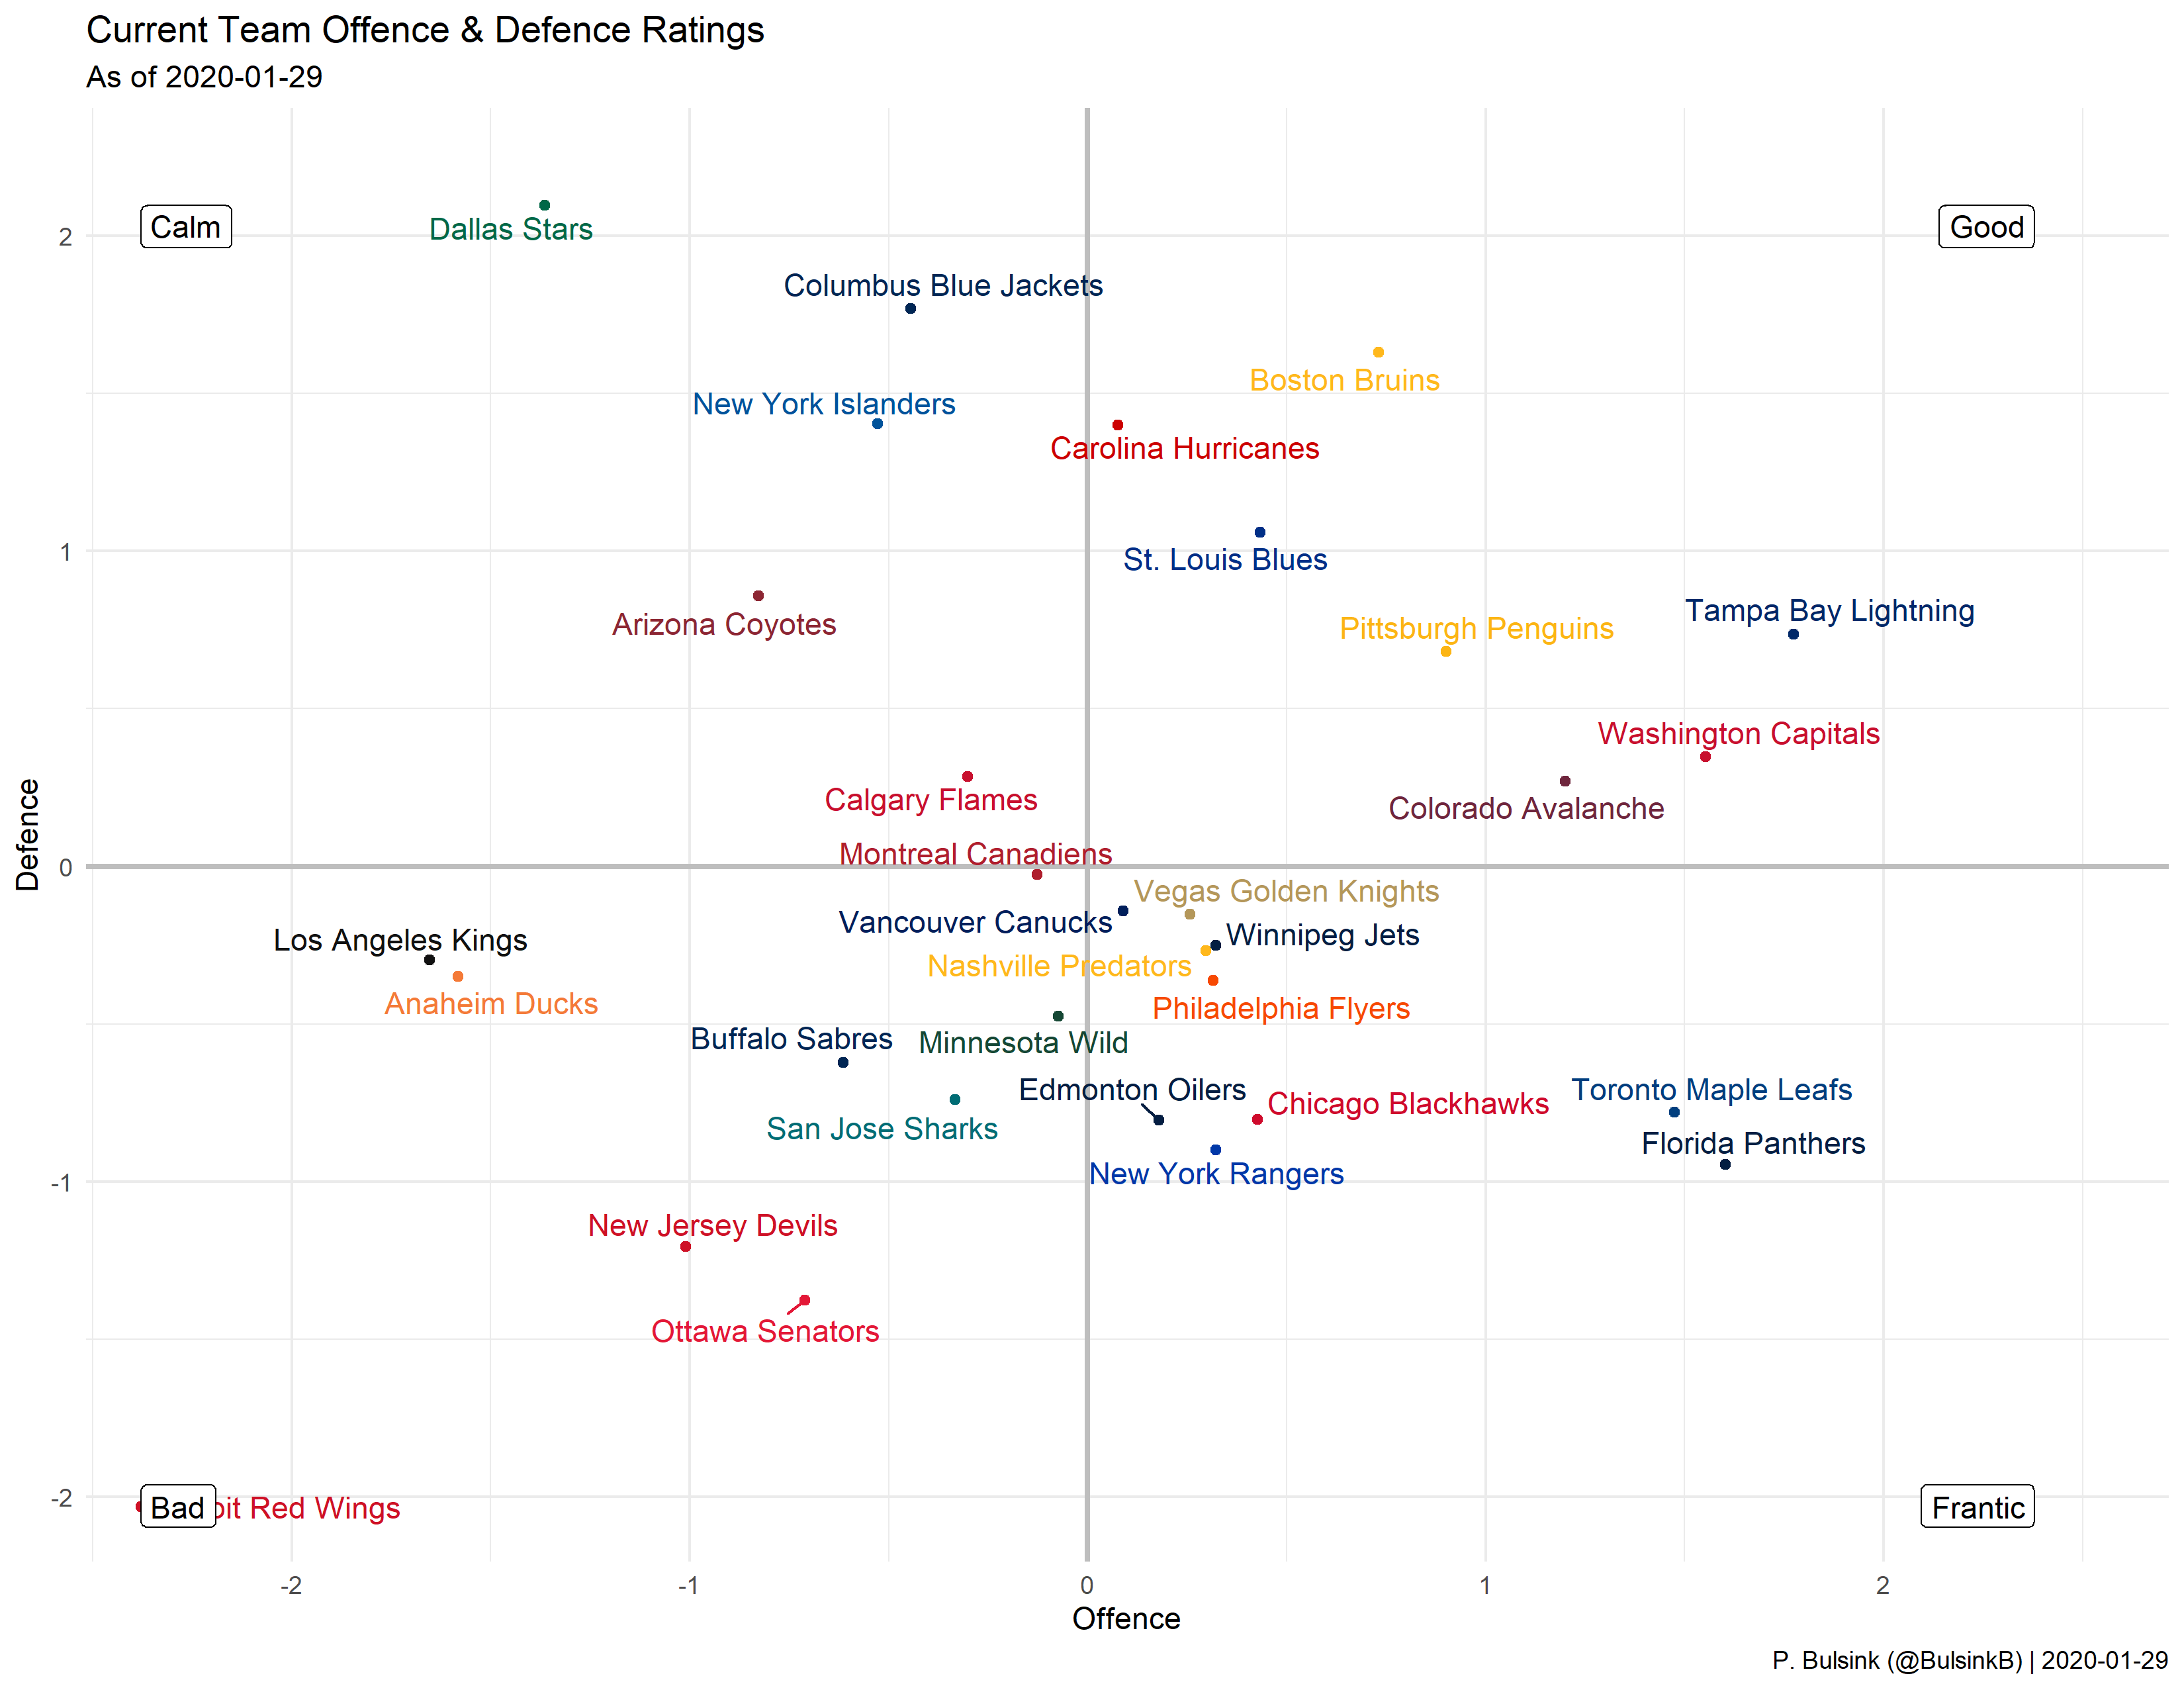 Current Team Offence & Defence Ratings
As of 2020-01-29
Calm
Dallas Stars
Good
2
Columbus Blue Jackets
Boston Bruins
New York Islanders
Carolina Hurricanes
1
St. Louis Blues
Arizona Coyotes
Tampa Bay Lightning
Pittsburgh Penguins
Washington Capitals
Calgary Flames
Colorado Avalanche
Defence
Montreal Canadiens
0
Vegas Golden Knights
Vancouver Canucks
Winnipeg Jets
Los Angeles Kings
Nashville Predators
Anaheim Ducks
Philadelphia Flyers
Buffalo Sabres
Minnesota Wild
Edmonton Oilers
Toronto Maple Leafs
Chicago Blackhawks
San Jose Sharks
Florida Panthers
New York Rangers
-1
New Jersey Devils
Ottawa Senators
-2
Bad
Red Wings
Frantic
-2
-1
0
1
2
Offence
P. Bulsink (@BulsinkB) | 2020-01-29